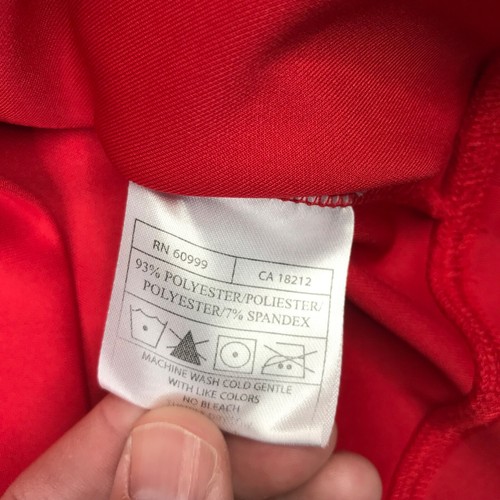 RN 60999
CA 18212
93% POLYESTER/POLIESTER/
POLYESTER/7% SPANDEX
MACHINE WASH COLD GENTLE
WITH LIKE COLORS
NO BLEACH